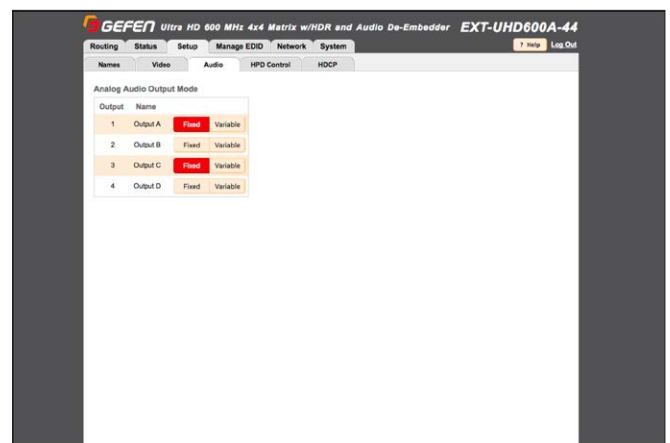 GEFEN Ultra HD 600 MHz 4x4 Matrix w/HDR and Audio De-Embedder EXT-UHD600A-44
Routing Status Setup Manage EDID Network System ? Help Log Out
Names Video Audio HPD Control HDCP
Analog Audio Output Mode
Output Name
1 Output A Fixed Variable
2 Output B Fixed Variable
3 Output C Fixed Variable
4 Output D Fixed Variable